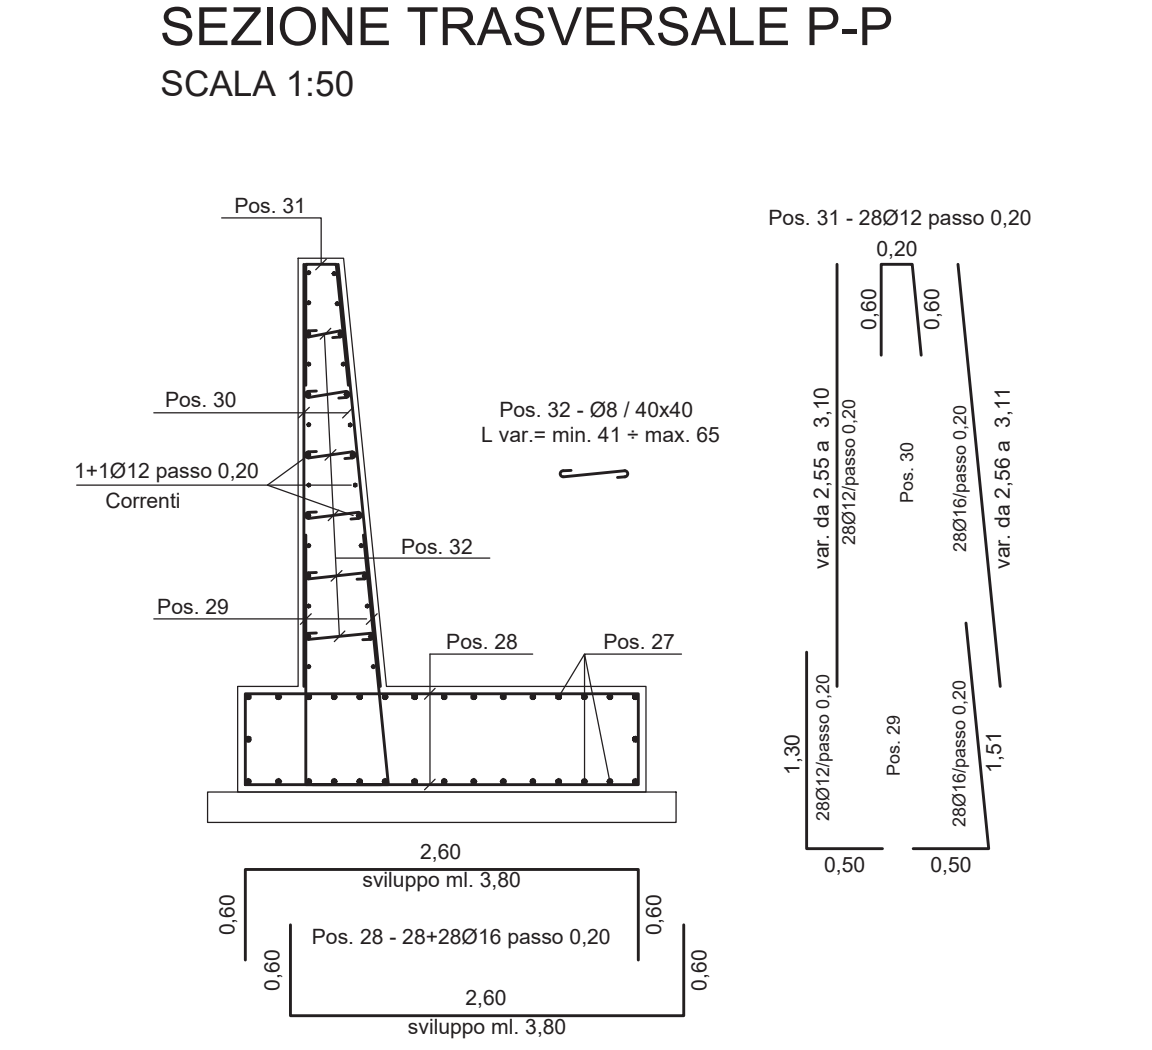 SEZIONE TRASVERSALE P-P
SCALA 1:50
Pos. 31
Pos. 30
1+1Ø12 passo 0,20
Correnti
Pos. 32
Pos. 29
Pos. 28
Pos. 27
Pos. 32 - Ø8 / 40x40
L var.= min. 41 ÷ max. 65
Pos. 31 - 28Ø12 passo 0,20
0,20
0,60
0,60
var. da 2,55 a 3,10
28Ø12/passo 0,20
Pos. 30
28Ø16/passo 0,20
var. da 2,56 a 3,11
1,30
28Ø12/passo 0,20
Pos. 29
28Ø16/passo 0,20
1,51
0,50
0,50
2,60
sviluppo ml. 3,80
0,60
0,60
Pos. 28 - 28+28Ø16 passo 0,20
0,60
0,60
2,60
sviluppo ml. 3,80